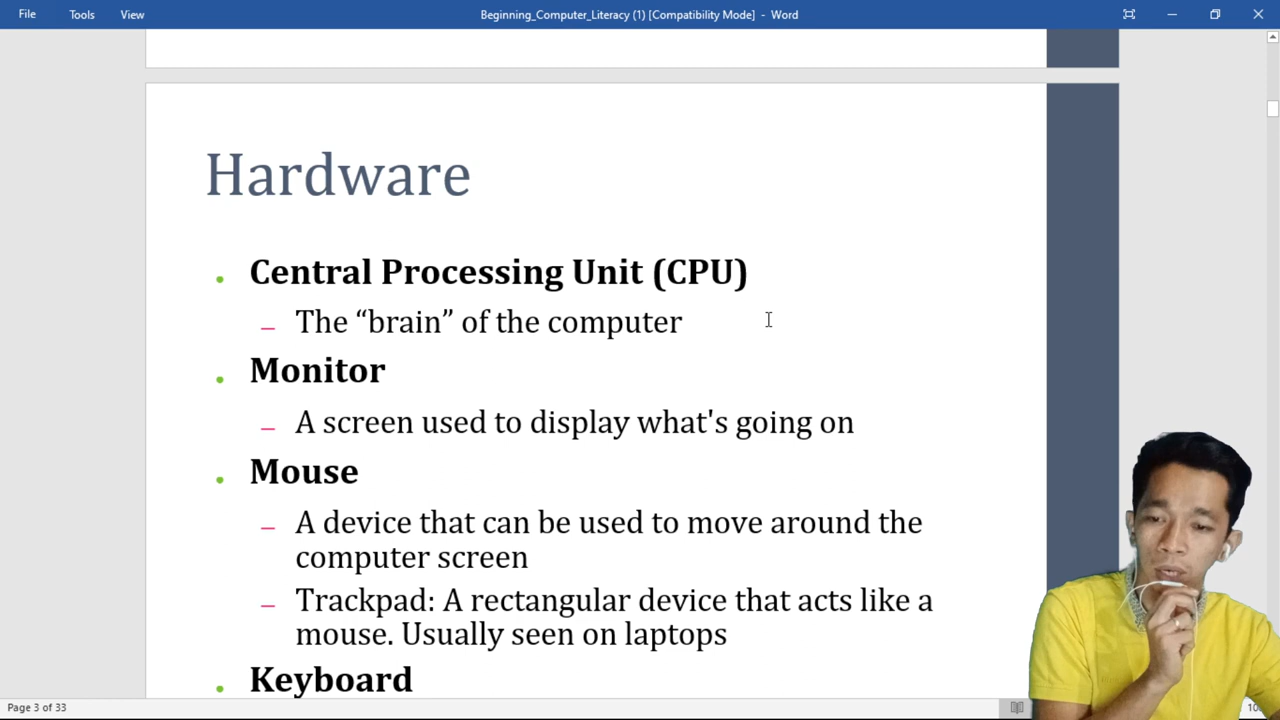 File Tools View Beginning_Computer_Literacy (1) [Compatibility Mode] - Word
Hardware
• Central Processing Unit (CPU)
– The “brain” of the computer
• Monitor
– A screen used to display what's going on
• Mouse
– A device that can be used to move around the
computer screen
– Trackpad: A rectangular device that acts like a
mouse. Usually seen on laptops
• Keyboard
Page 3 of 33